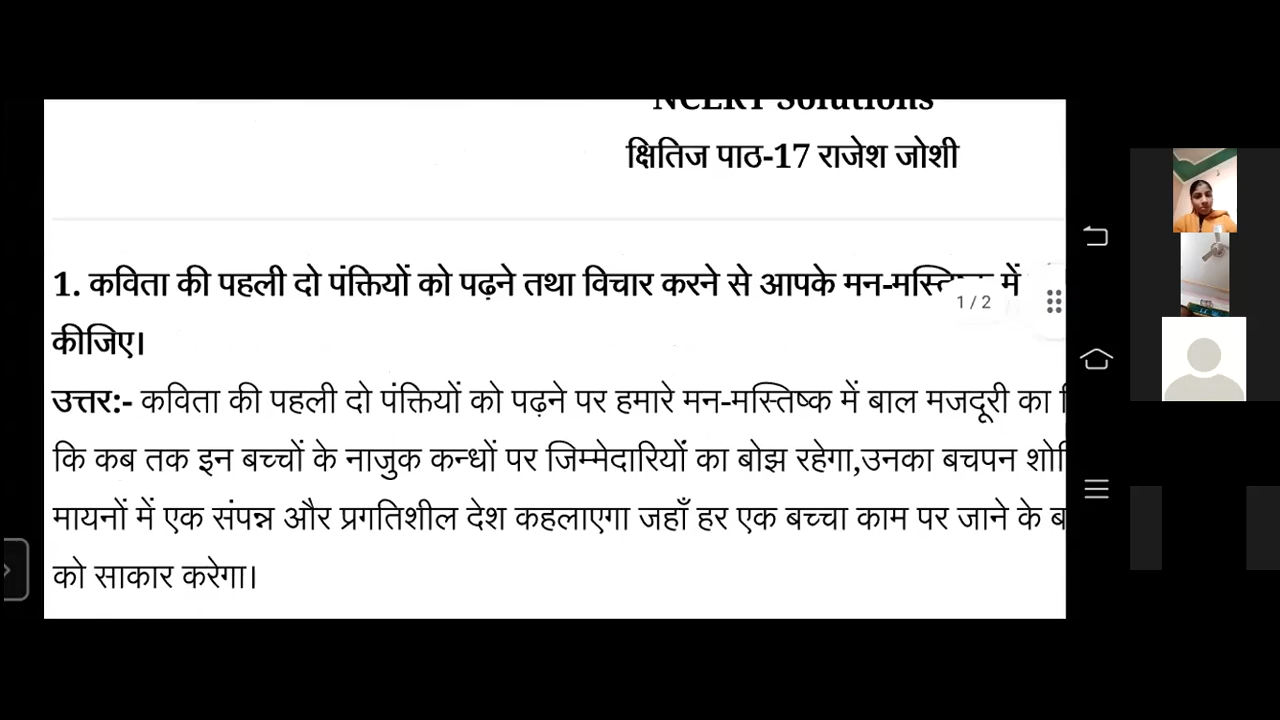 NCERT Solutions
क्षितिज पाठ-17 राजेश जोशी
1. कविता की पहली दो पंक्तियों को पढ़ने तथा विचार करने से आपके मन-मस्तिष्क में
1 / 2
कीजिए।
उत्तर:- कविता की पहली दो पंक्तियों को पढ़ने पर हमारे मन-मस्तिष्क में बाल मजदूरी का
कि कब तक इन बच्चों के नाजुक कन्धों पर जिम्मेदारियों का बोझ रहेगा,उनका बचपन
मायनों में एक संपन्न और प्रगतिशील देश कहलाएगा जहाँ हर एक बच्चा काम पर जाने के
को साकार करेगा।